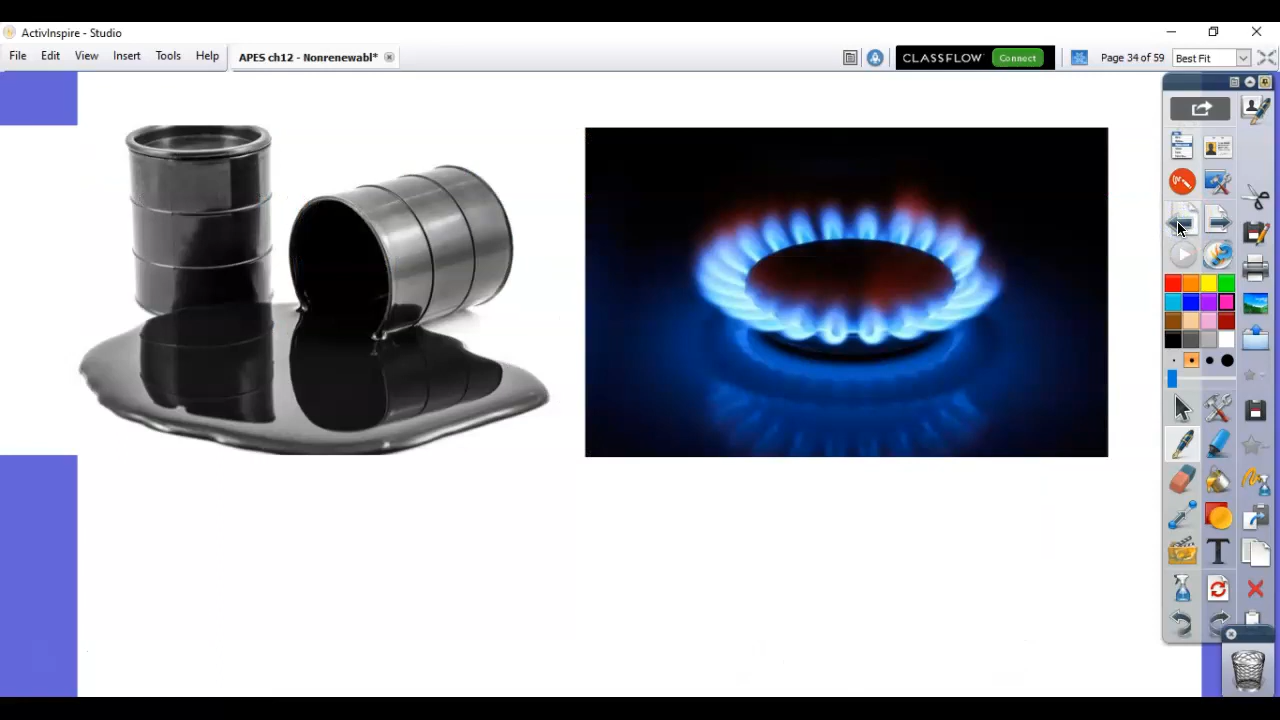 ActivInspire - Studio
File Edit View Insert Tools Help
APES ch12 - Nonrenewabl*
CLASSFLOW Connect
Page 34 of 59
Best Fit
T